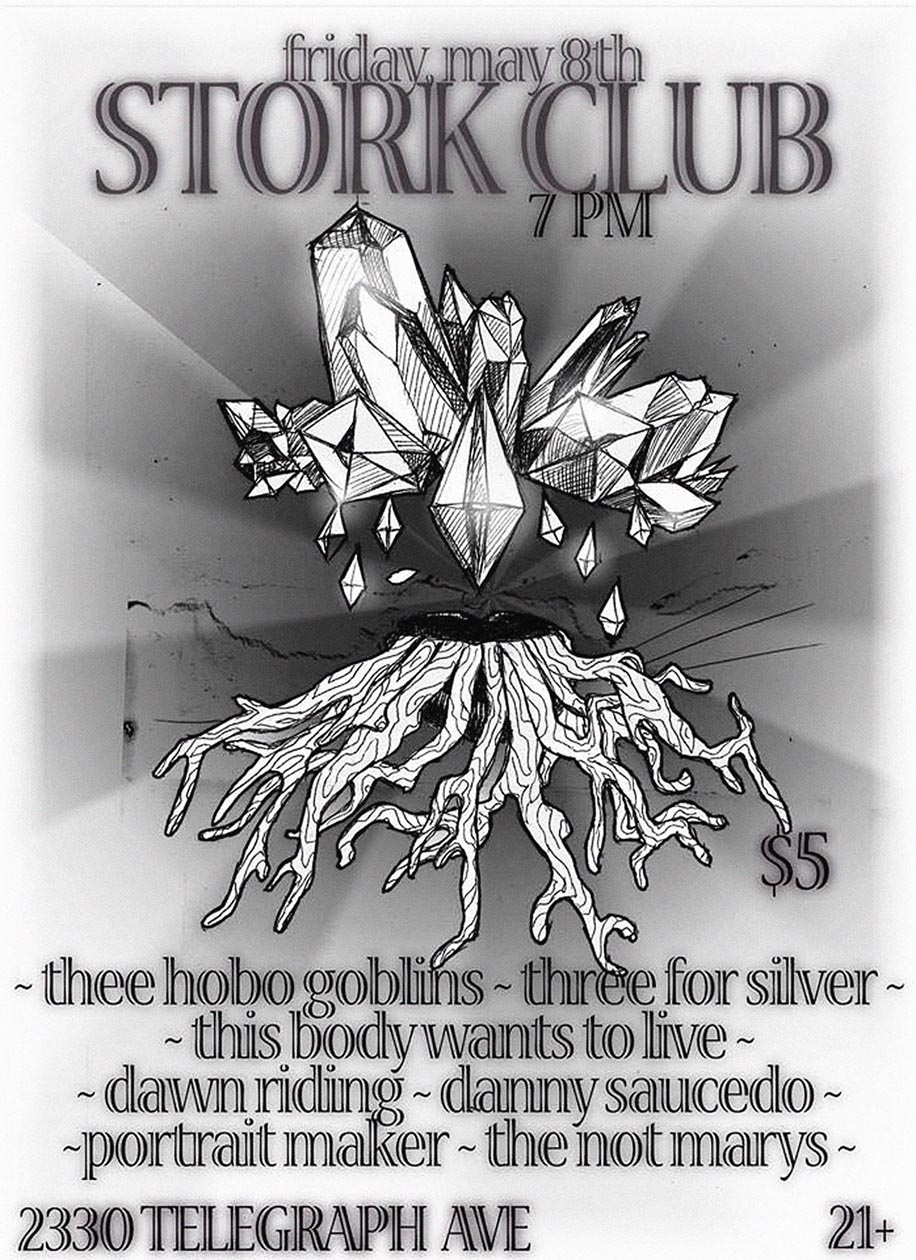 friday, may 8th
STORK CLUB
7 PM
$5
~ thee hobo goblins ~ three for silver ~
~ this body wants to live ~
~ dawn riding ~ danny saucedo ~
~portrait maker ~ the not marys ~
2330 TELEGRAPH AVE 21+